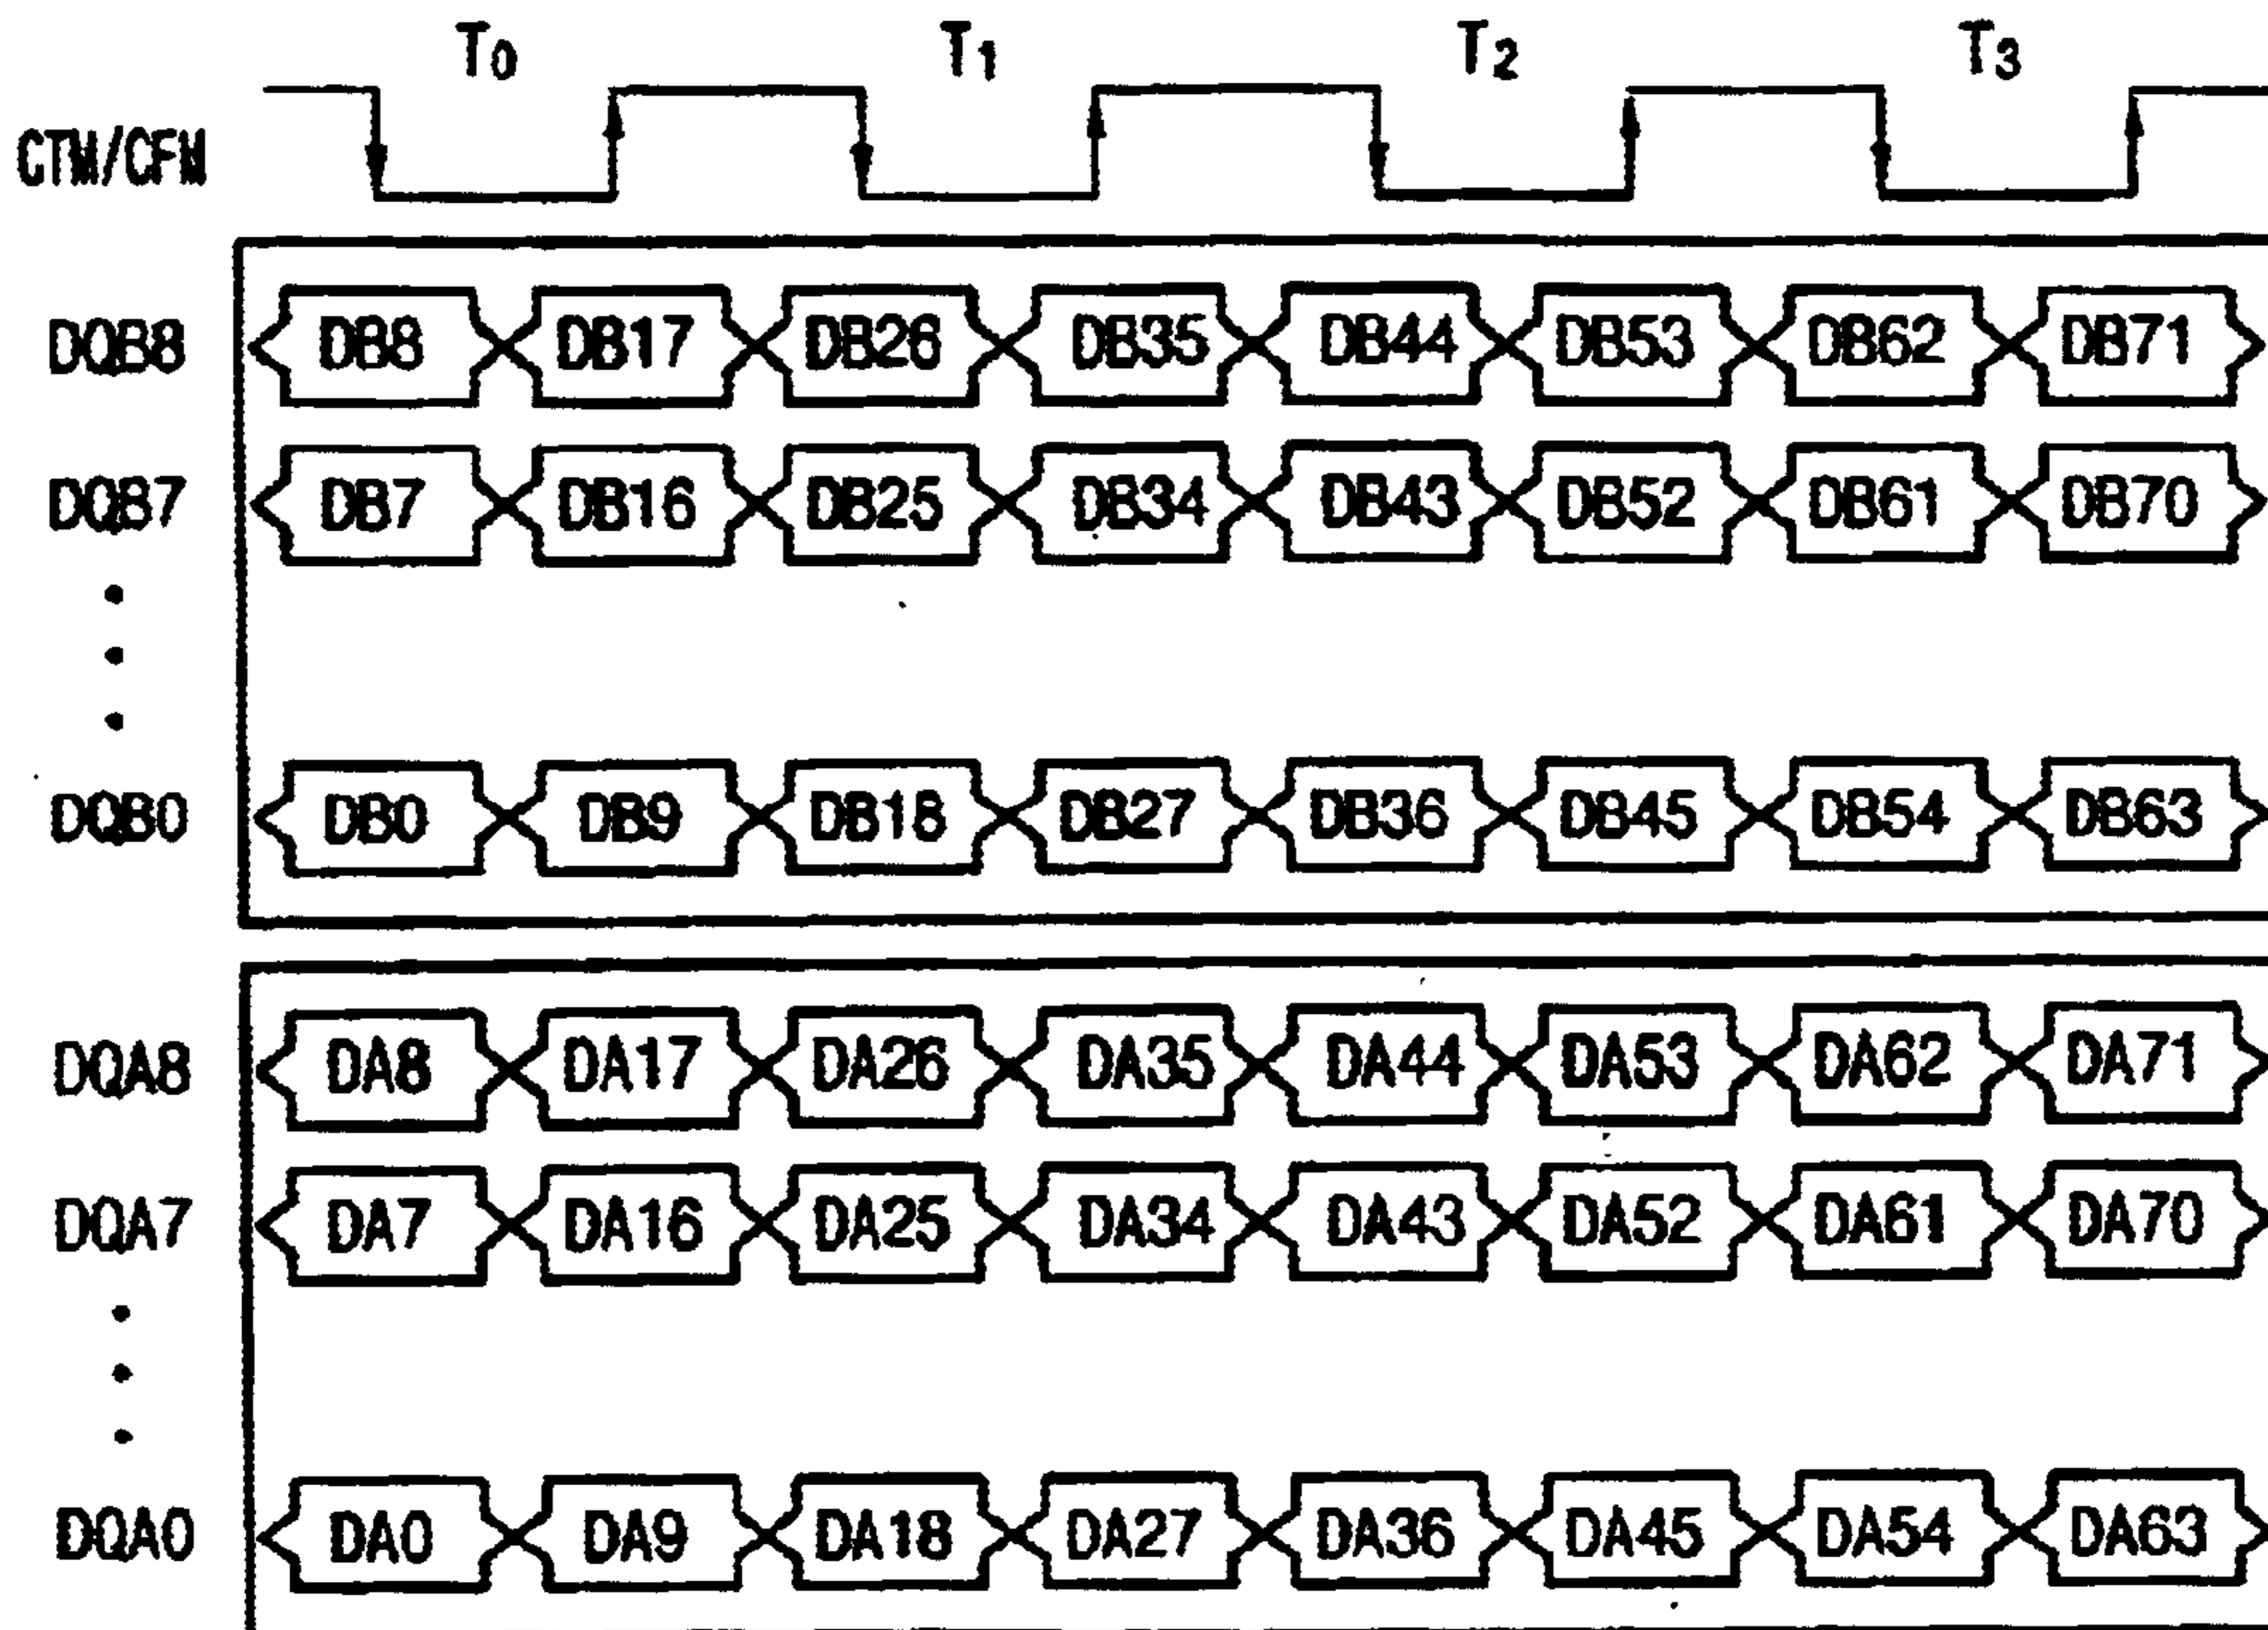 T0 T1 T2 T3
CTM/CFM
DQB8 DB8 DB17 DB26 DB35 DB44 DB53 DB62 DB71
DQB7 DB7 DB16 DB25 DB34 DB43 DB52 DB61 DB70
DQB0 DB0 DB9 DB18 DB27 DB36 DB45 DB54 DB63
DQA8 DA8 DA17 DA26 DA35 DA44 DA53 DA62 DA71
DQA7 DA7 DA16 DA25 DA34 DA43 DA52 DA61 DA70
DQA0 DA0 DA9 DA18 DA27 DA36 DA45 DA54 DA63